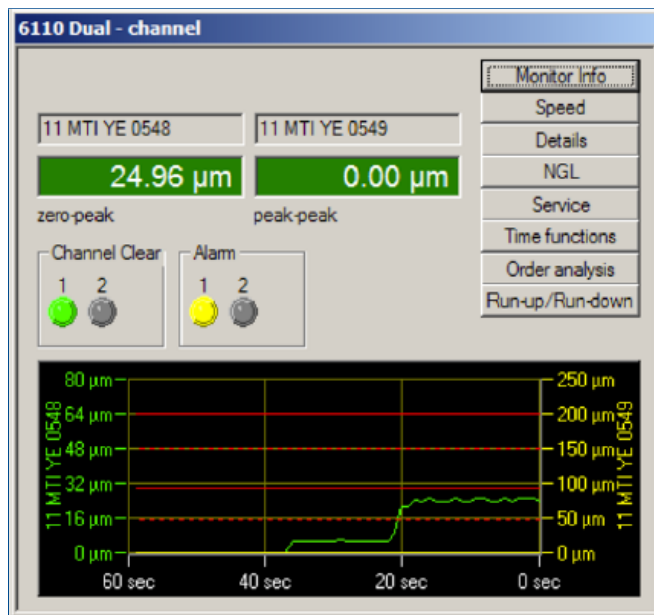 6110 Dual - channel
Monitor Info
Speed
Details
NGL
Service
Time functions
Order analysis
Run-up/Run-down
11 MTI YE 0548 11 MTI YE 0549
24.96 µm 0.00 µm
zero-peak peak-peak
Channel Clear Alarm
1 2 1 2
80 µm 250 µm
64 µm 200 µm
48 µm 150 µm
32 µm 100 µm
16 µm 50 µm
0 µm 0 µm
11 MTI YE 0548
11 MTI YE 0549
60 sec 40 sec 20 sec 0 sec